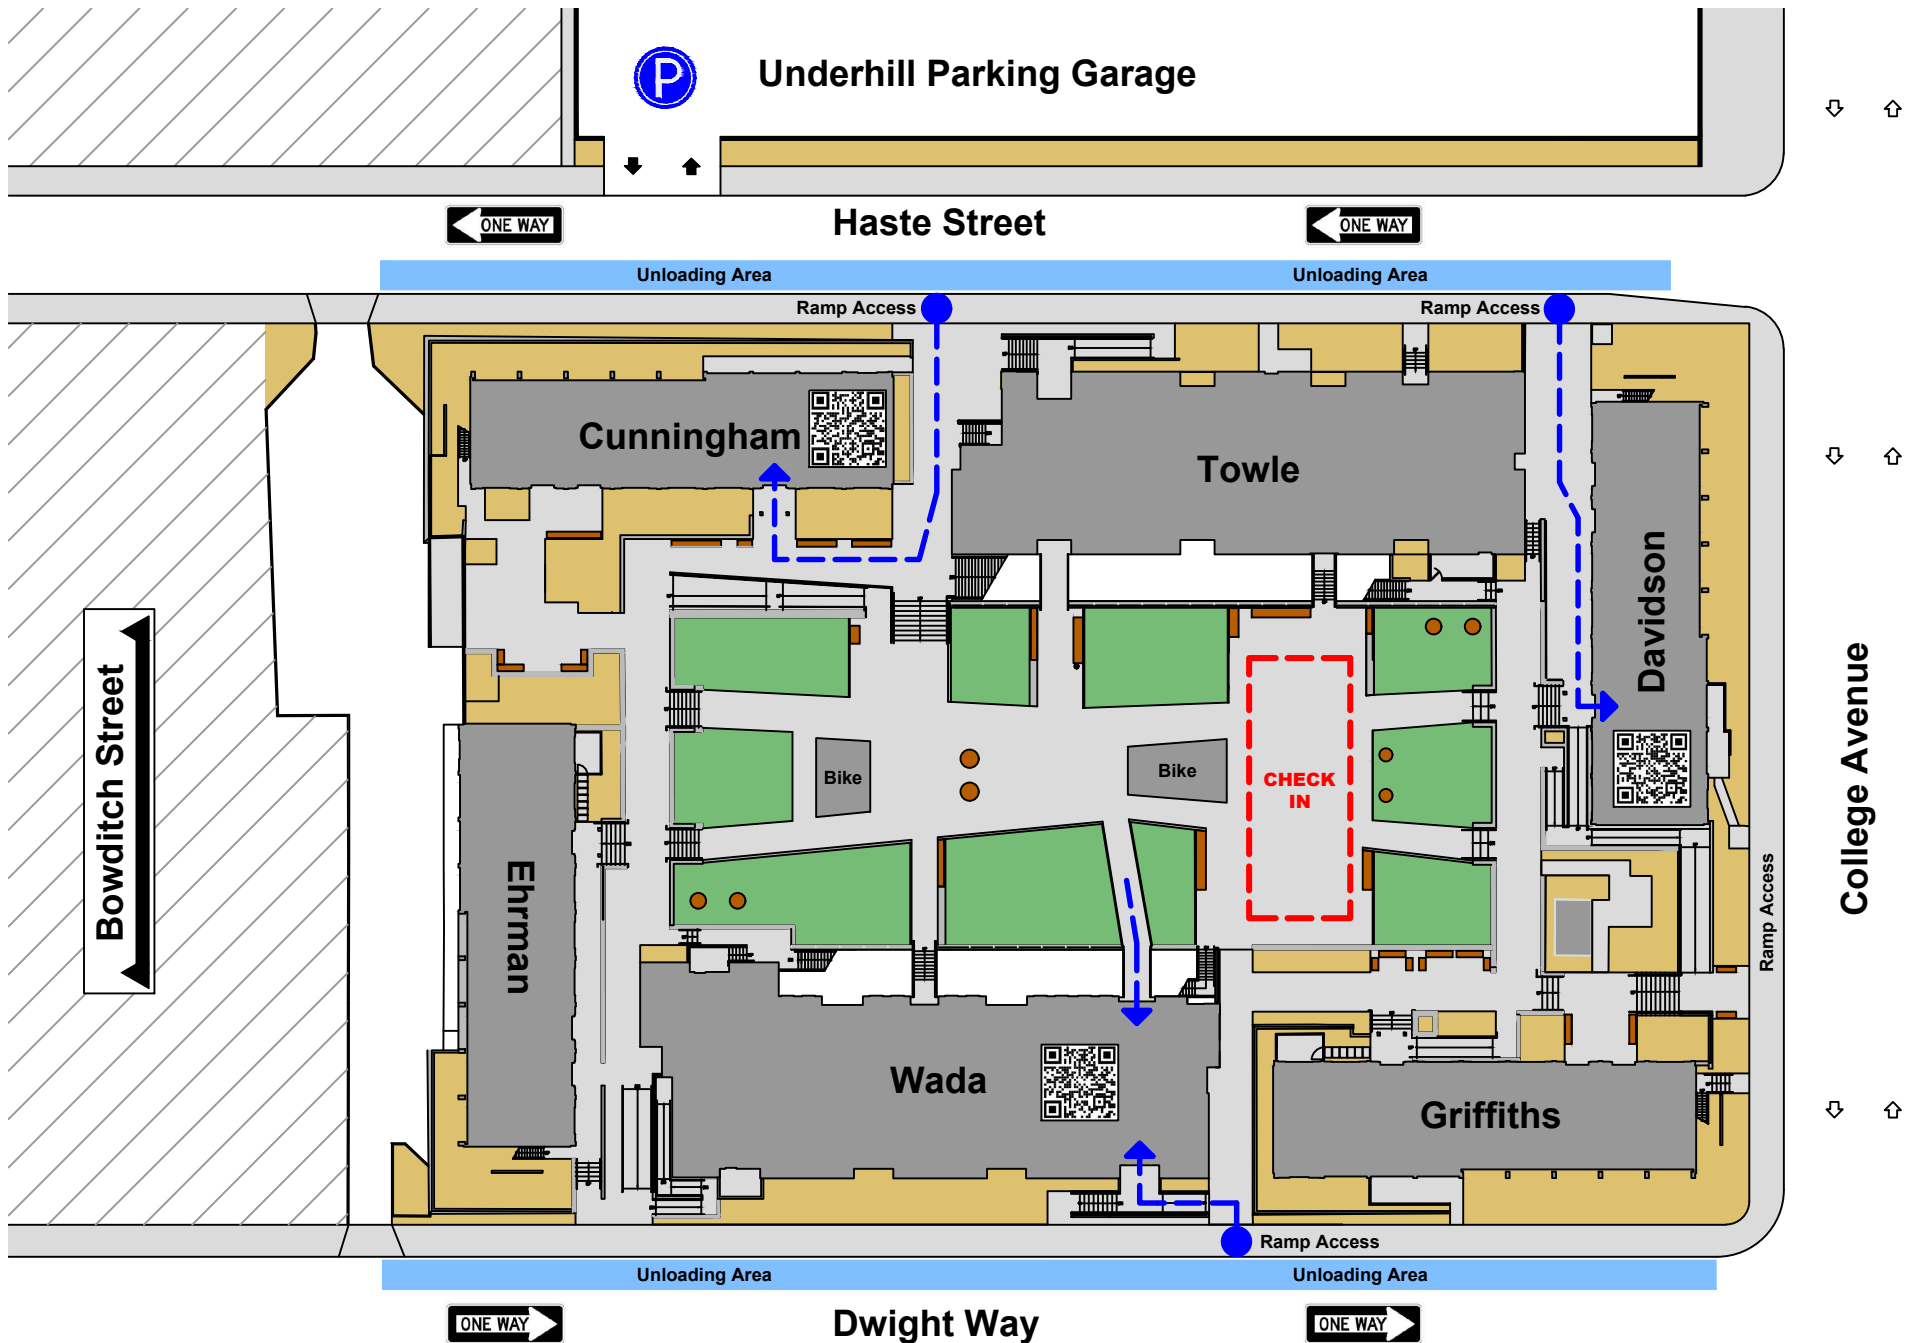 P
Underhill Parking Garage
ONE WAY
Haste Street
ONE WAY
Unloading Area
Unloading Area
Ramp Access
Ramp Access
Cunningham
Towle
Davidson
Bowditch Street
Bike
Bike
CHECK
IN
College Avenue
Ehrman
Ramp Access
Wada
Griffiths
Ramp Access
Unloading Area
Unloading Area
ONE WAY
Dwight Way
ONE WAY